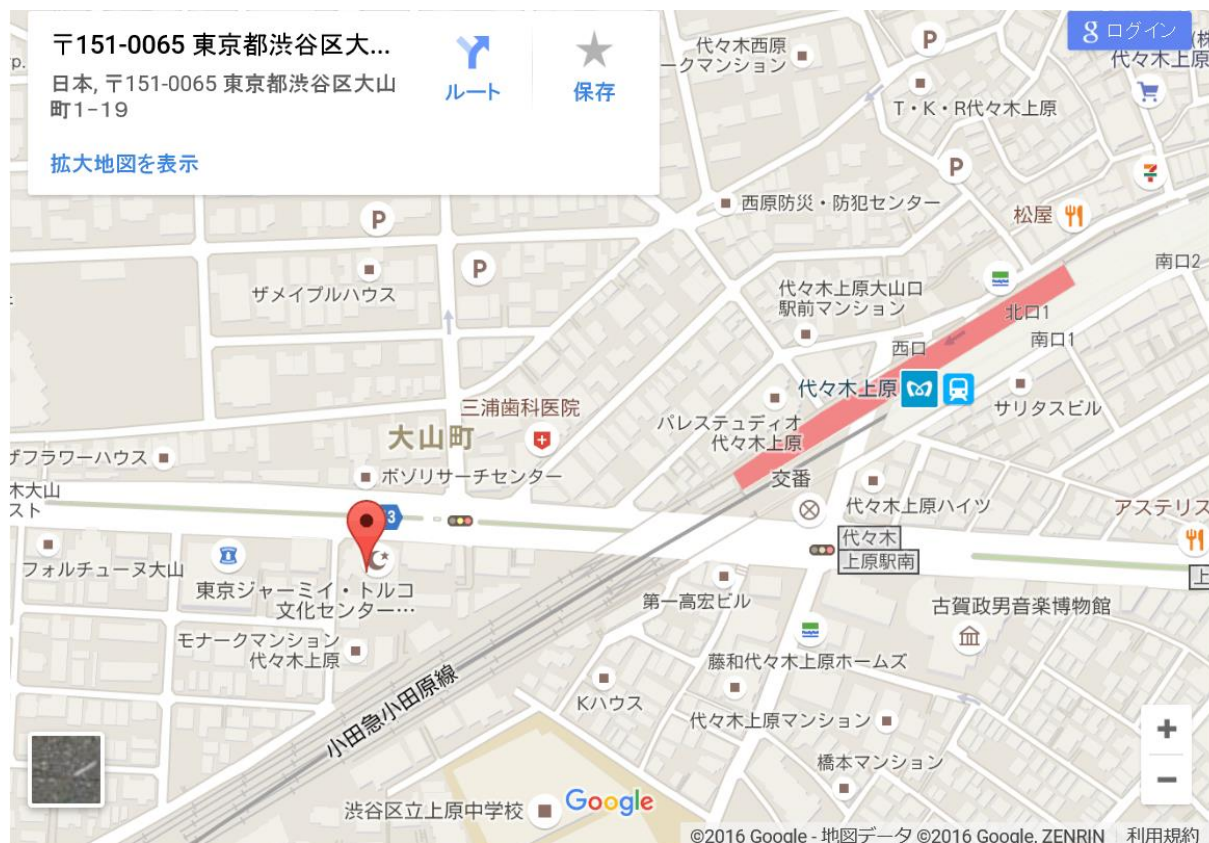 〒151-0065 東京都渋谷区大...
日本, 〒151-0065 東京都渋谷区大山
町1-19
ルート
保存
拡大地図を表示
g ログイン
代々木西原
ークマンション
P
代々木上原
T・K・R代々木上原
P
西原防災・防犯センター
松屋
P
南口2
P
ザメイプルハウス
代々木上原大山口
駅前マンション
北口1
南口1
西口
代々木上原
サリタスビル
三浦歯科医院
大山町
パレステュディオ
代々木上原
ザフラワーハウス
ボゾリサーチセンター
交番
木大山
スト
3
代々木上原ハイツ
アステリス
代々木
上原駅南
フォルチューヌ大山
東京ジャーミイ・トルコ
文化センター…
第一高宏ビル
上
古賀政男音楽博物館
FamilyMart
モナークマンション
代々木上原
藤和代々木上原ホームズ
小田急小田原線
Kハウス
代々木上原マンション
橋本マンション
+
−
渋谷区立上原中学校
Google
©2016 Google - 地図データ ©2016 Google, ZENRIN
利用規約